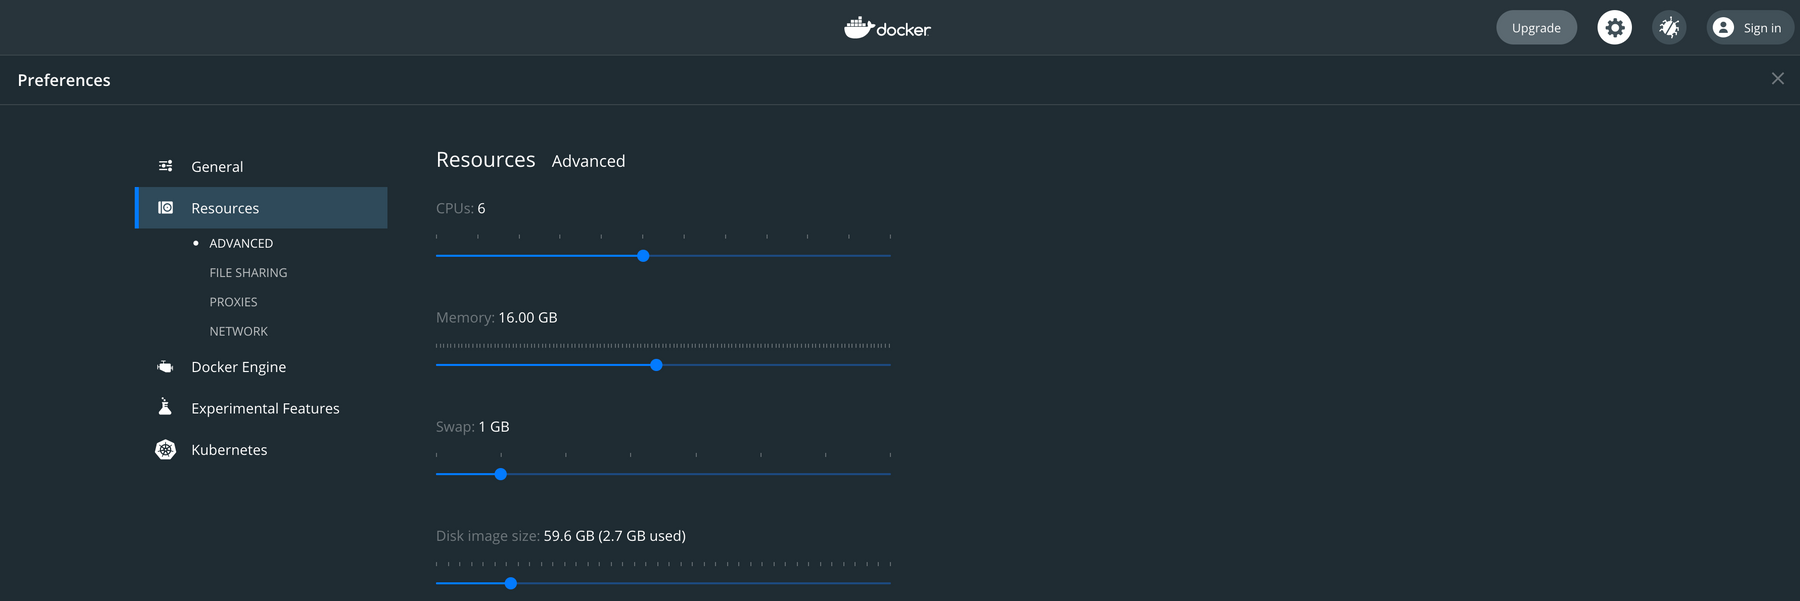 docker
Upgrade
Sign in
Preferences
General
Resources
ADVANCED
FILE SHARING
PROXIES
NETWORK
Docker Engine
Experimental Features
Kubernetes
Resources Advanced
CPUs: 6
Memory: 16.00 GB
Swap: 1 GB
Disk image size: 59.6 GB (2.7 GB used)